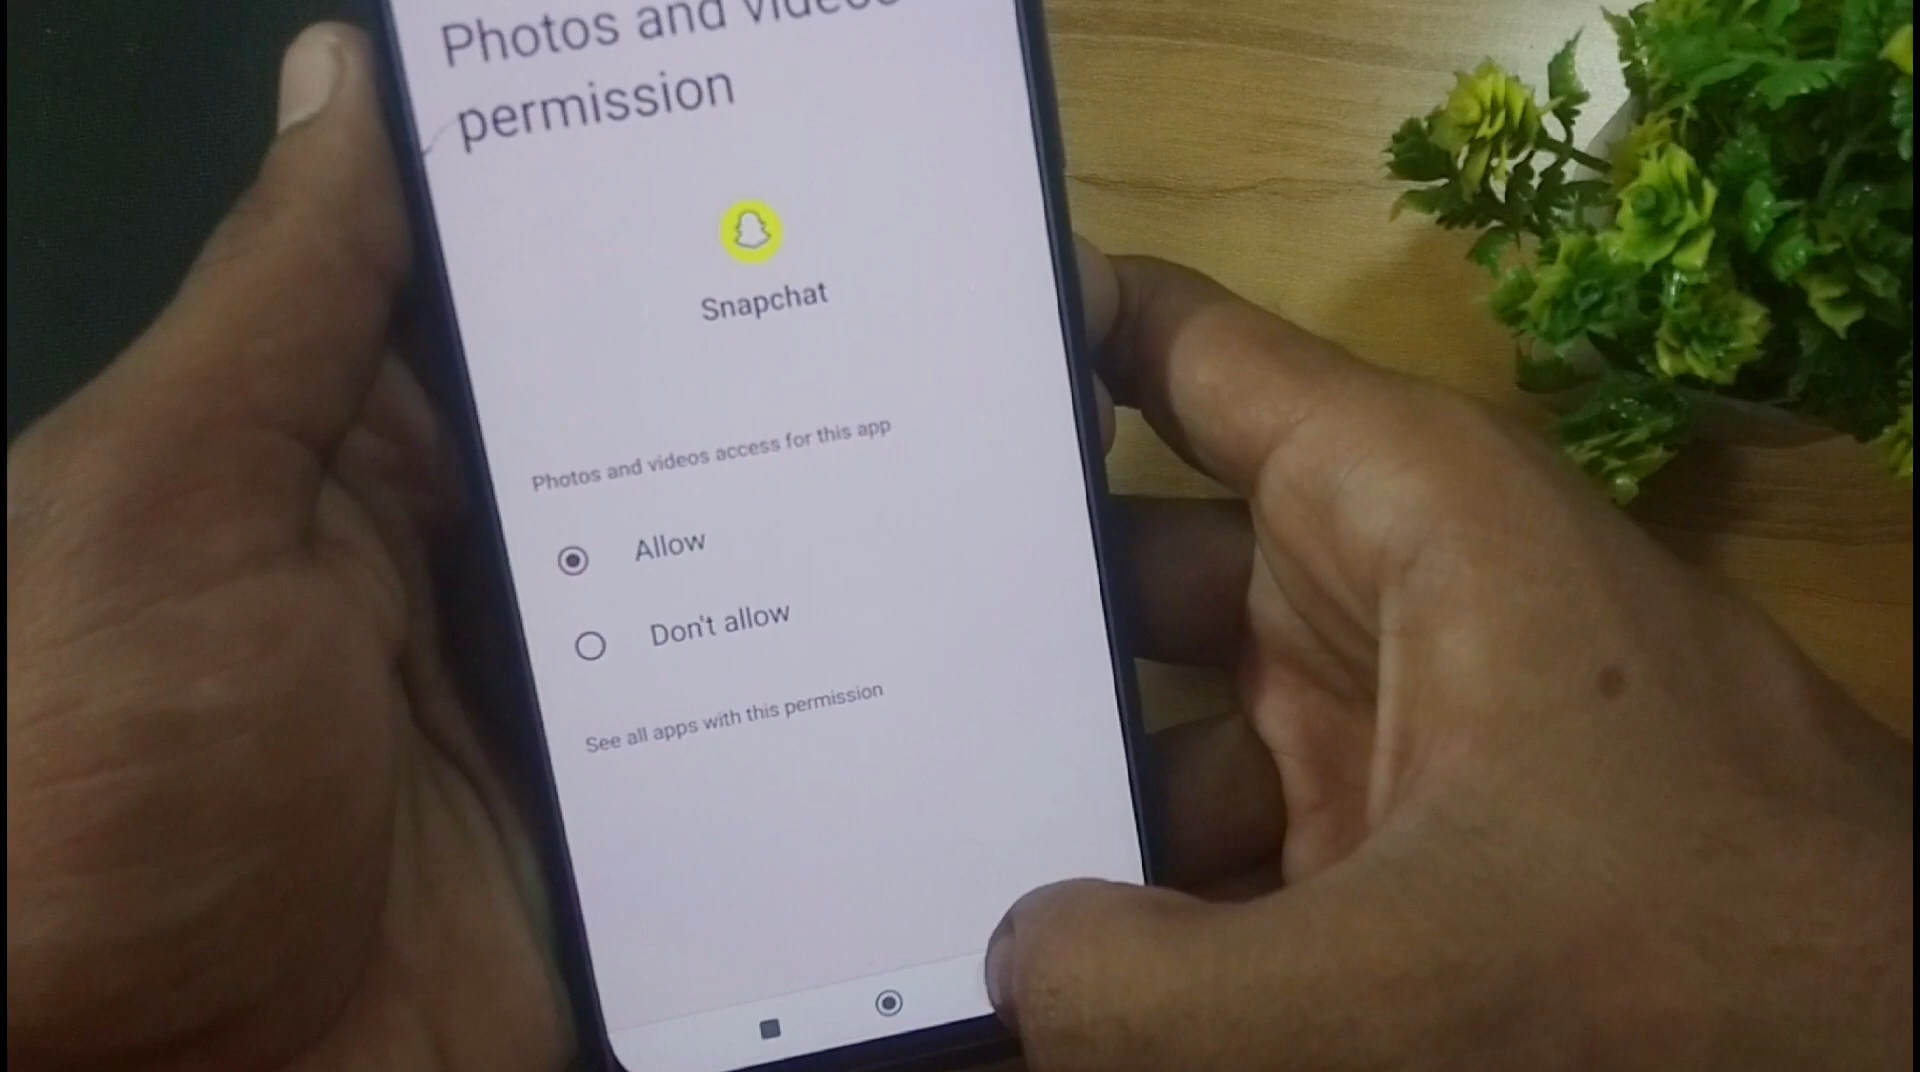 Photos and videos
permission
Snapchat
Photos and videos access for this app
Allow
Don't allow
See all apps with this permission